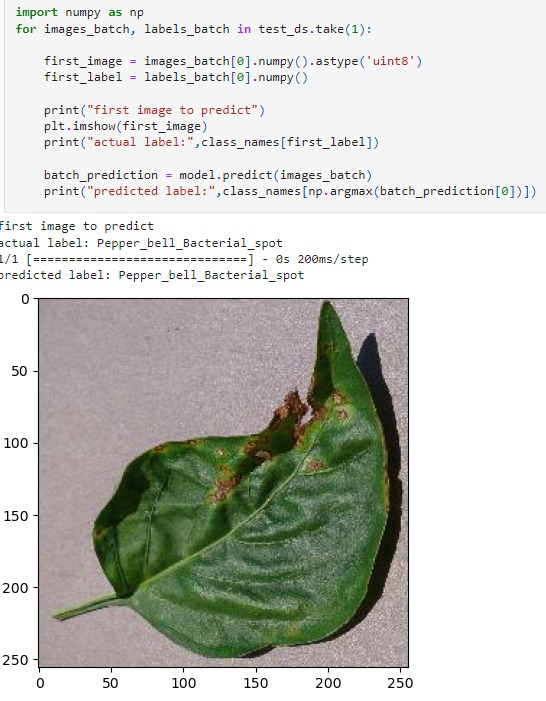 import numpy as np
for images_batch, labels_batch in test_ds.take(1):
first_image = images_batch[0].numpy().astype('uint8')
first_label = labels_batch[0].numpy()
print("first image to predict")
plt.imshow(first_image)
print("actual label:",class_names[first_label])
batch_prediction = model.predict(images_batch)
print("predicted label:",class_names[np.argmax(batch_prediction[0])])
first image to predict
actual label: Pepper_bell_Bacterial_spot
1/1 [==============================] - 0s 200ms/step
predicted label: Pepper_bell_Bacterial_spot
0
50
100
150
200
250
0 50 100 150 200 250